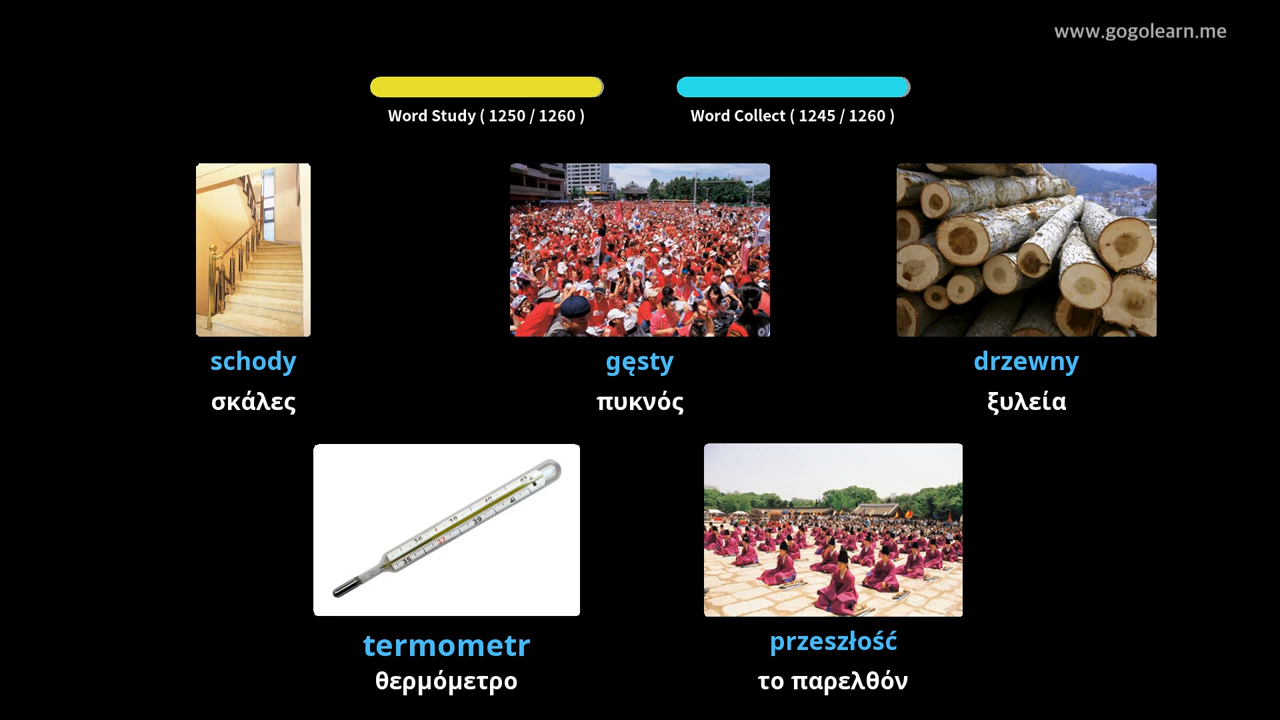 www.gogolearn.me
Word Study ( 1250 / 1260 )
Word Collect ( 1245 / 1260 )
schody
gęsty
drzewny
σκάλες
πυκνός
ξυλεία
termometr
przeszłość
θερμόμετρο
το παρελθόν